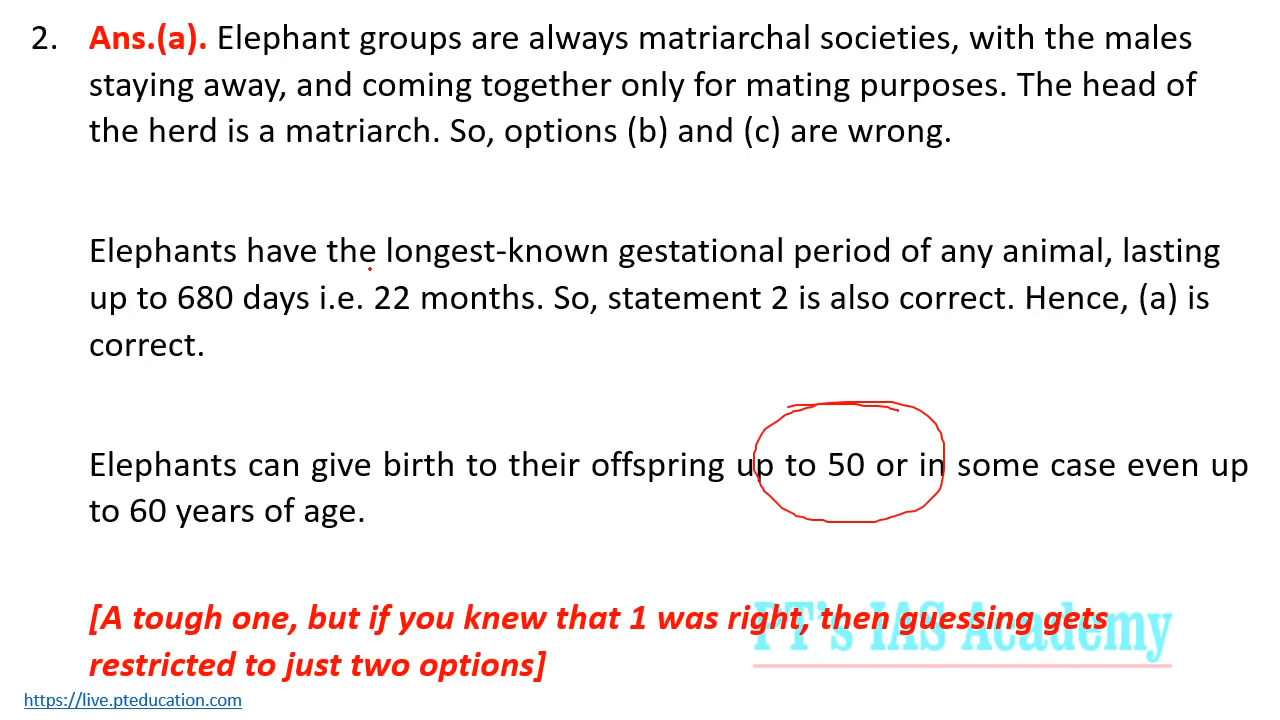 2. Ans.(a). Elephant groups are always matriarchal societies, with the males
staying away, and coming together only for mating purposes. The head of
the herd is a matriarch. So, options (b) and (c) are wrong.
Elephants have the longest-known gestational period of any animal, lasting
up to 680 days i.e. 22 months. So, statement 2 is also correct. Hence, (a) is
correct.
Elephants can give birth to their offspring up to 50 or in some case even up
to 60 years of age.
[A tough one, but if you knew that 1 was right, then guessing gets
restricted to just two options]
PT's IAS Academy
https://live.pteducation.com